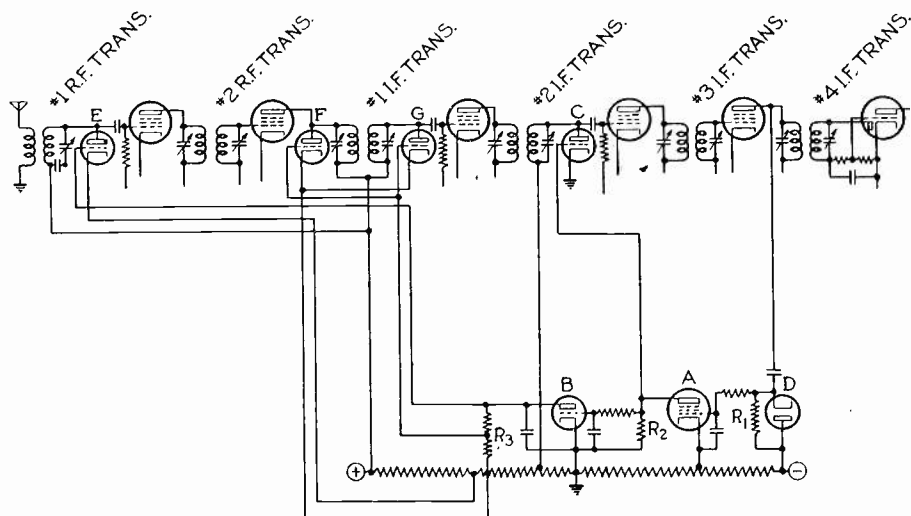 #1 R.F. TRANS.
#2 R.F. TRANS.
#1 I.F. TRANS.
#2 I.F. TRANS.
#3 I.F. TRANS.
#4 I.F. TRANS.
E
F
G
C
B
A
D
R3
R2
R1
+
−